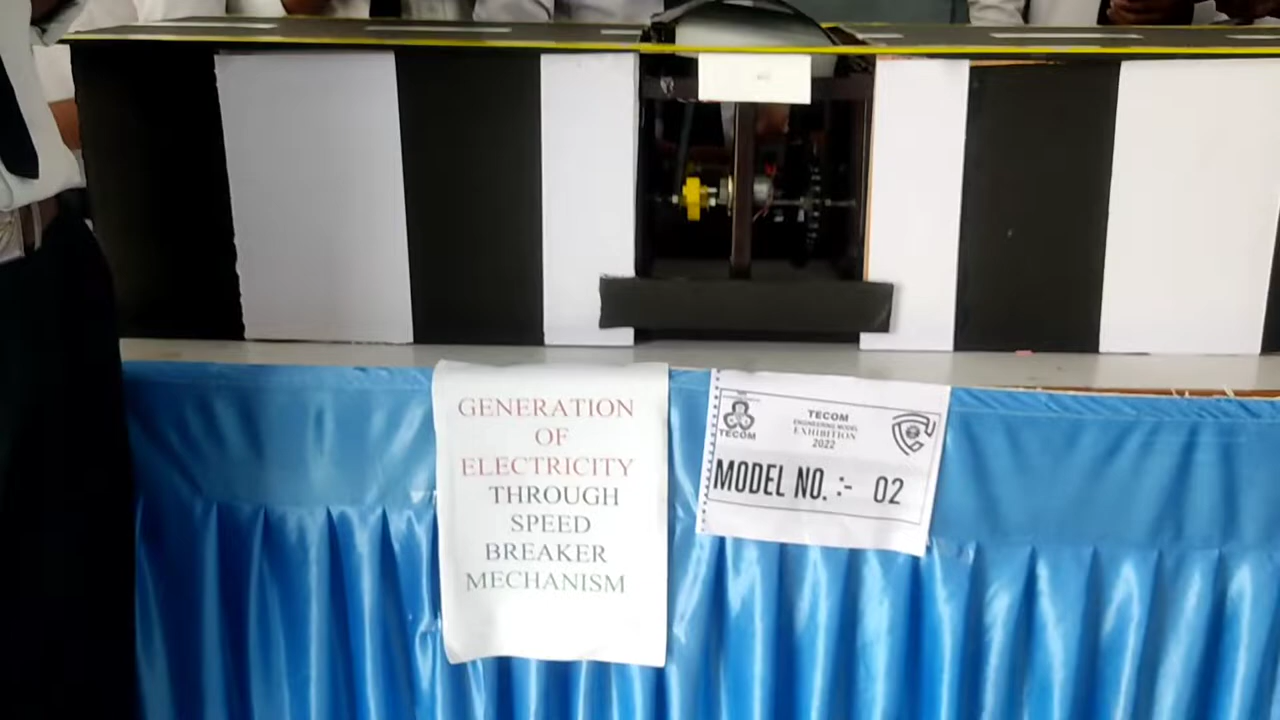 GENERATION
OF
ELECTRICITY
THROUGH
SPEED
BREAKER
MECHANISM
TECOM
TECOM
ENGINEERING MODEL
EXHIBITION
2022
MODEL NO. :- 02